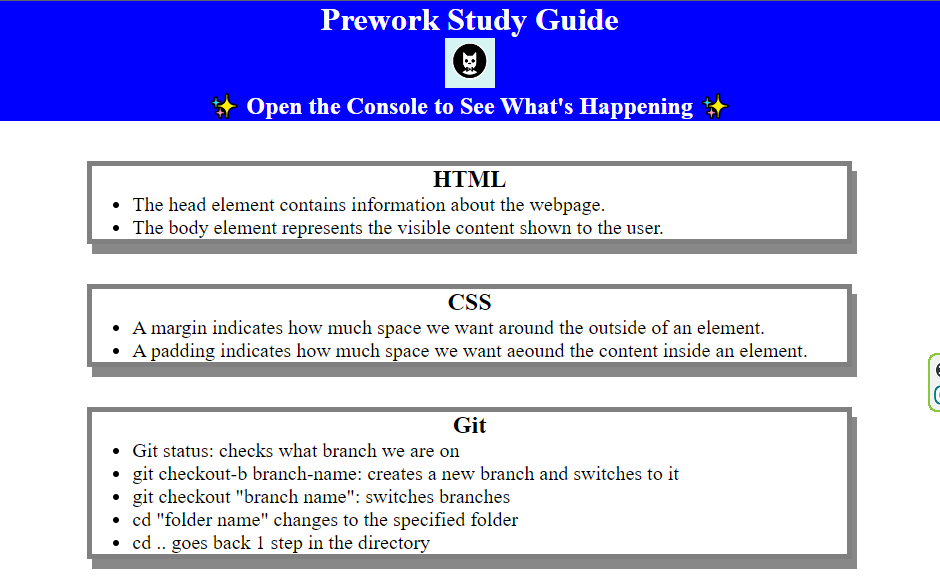 Prework Study Guide
✨ Open the Console to See What's Happening ✨
HTML
• The head element contains information about the webpage.
• The body element represents the visible content shown to the user.
CSS
• A margin indicates how much space we want around the outside of an element.
• A padding indicates how much space we want aeound the content inside an element.
Git
• Git status: checks what branch we are on
• git checkout-b branch-name: creates a new branch and switches to it
• git checkout "branch name": switches branches
• cd "folder name" changes to the specified folder
• cd .. goes back 1 step in the directory